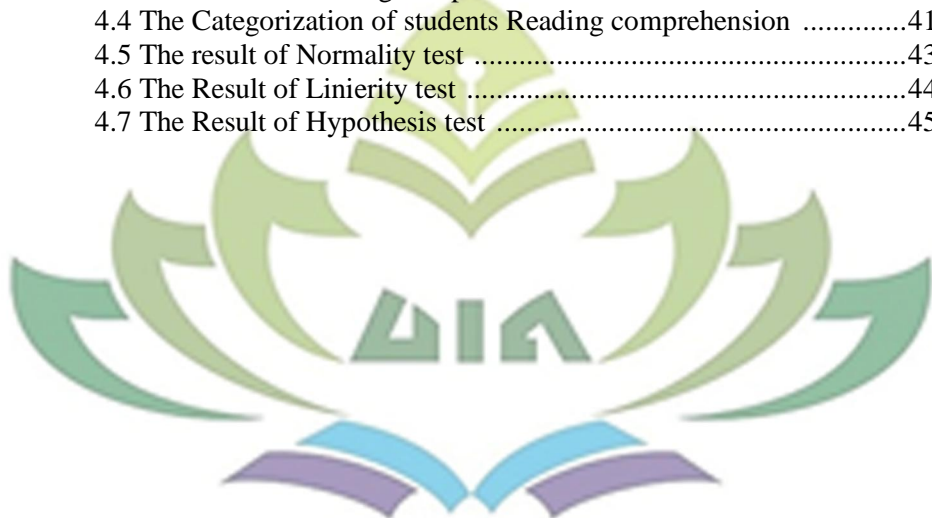 4.4 The Categorization of students Reading comprehension .............41
4.5 The result of Normality test ..................................................43
4.6 The Result of Linierity test ....................................................44
4.7 The Result of Hypothesis test ................................................45
UIN